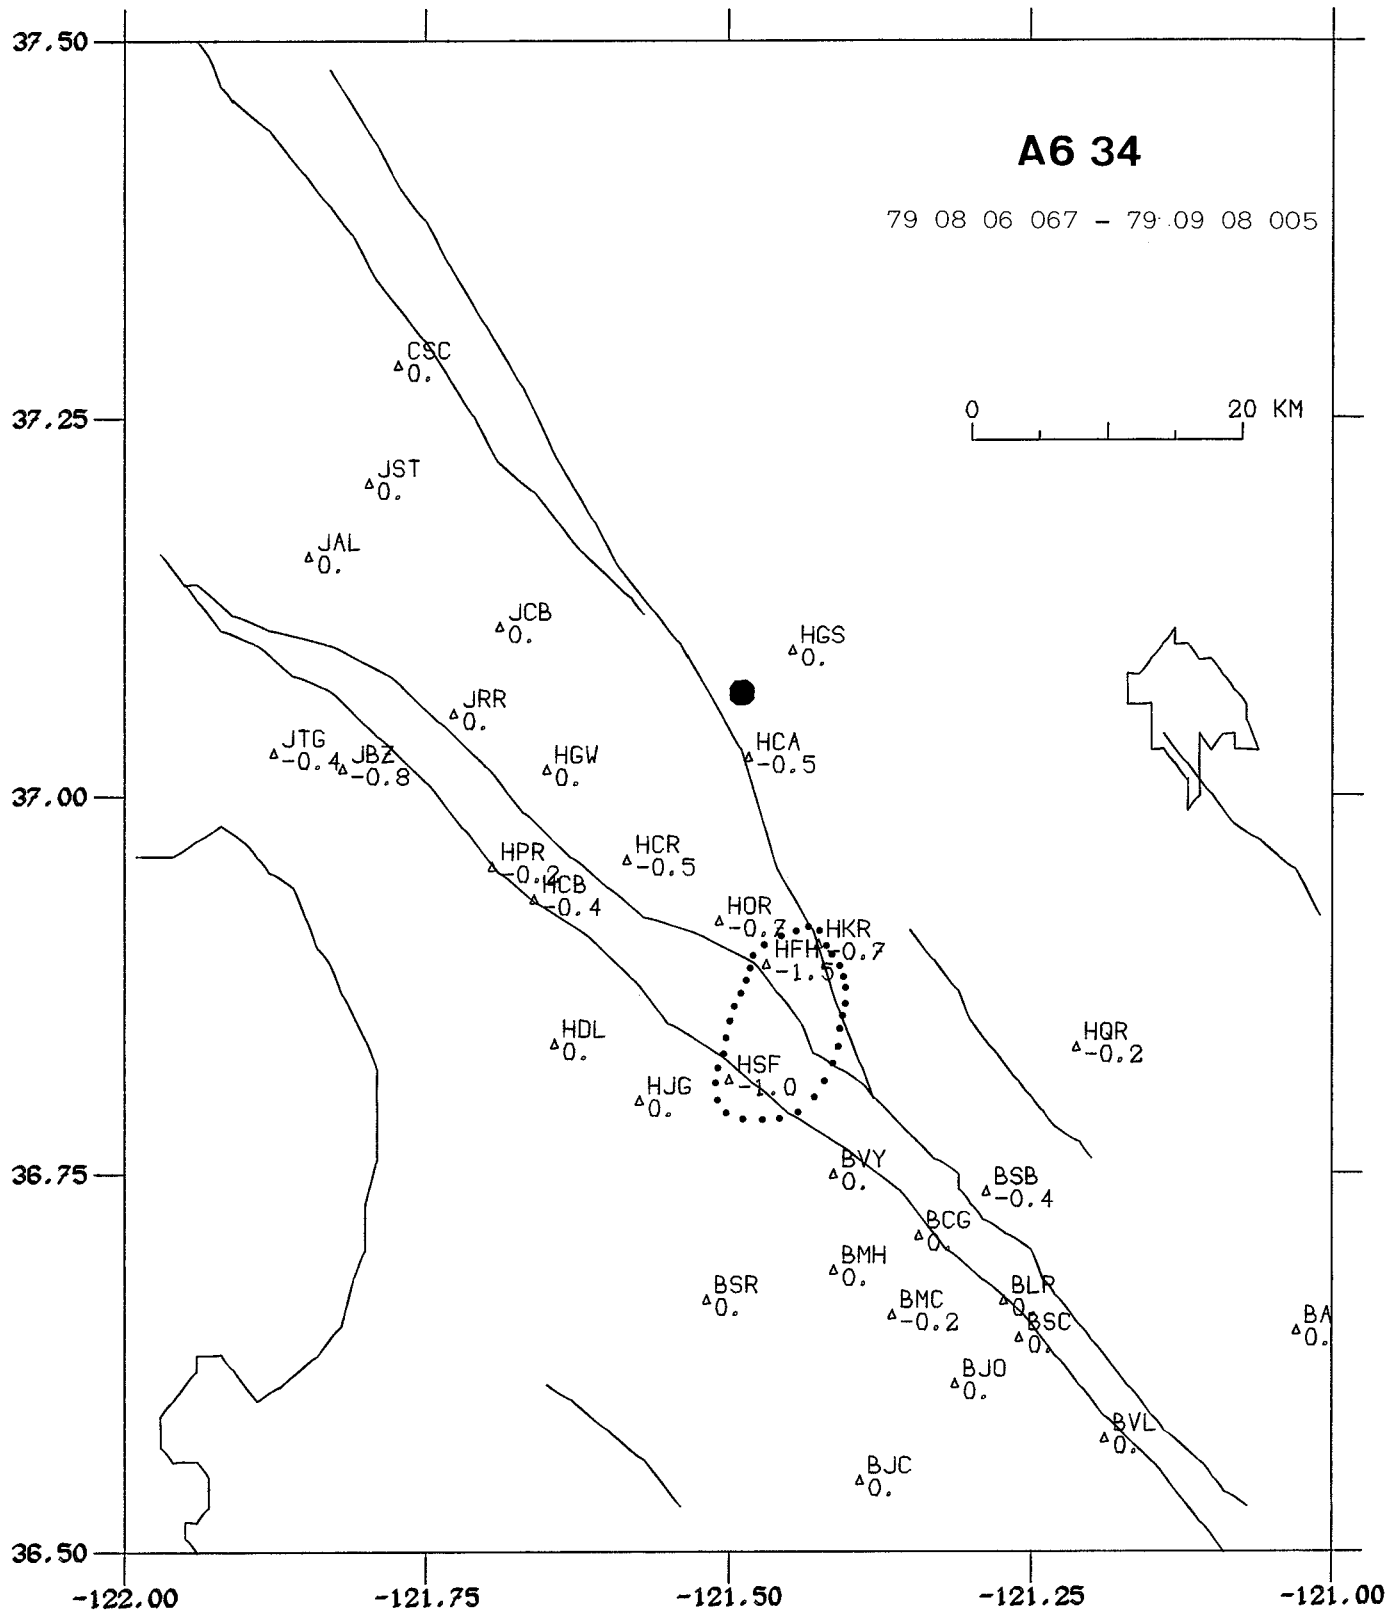 37.50
A6 34
79 08 06 067 – 79 09 08 005
CSC
0.
37.25
0 20 KM
JST
0.
JAL
0.
JCB
0.
HGS
0.
JRR
0.
JTG
-0.4
JBZ
-0.8
HGW
0.
HCA
-0.5
37.00
HCR
-0.5
HPR
-0.2
HCB
-0.4
HOR
-0.7
HKR
-0.7
HFH
-1.5
HDL
0.
HQR
-0.2
HSF
-1.0
HJG
0.
36.75
BVY
0.
BSB
-0.4
BCG
0.
BMH
0.
BSR
0.
BMC
-0.2
BLR
0.
BSC
0.
BA
0.
BJO
0.
BVL
0.
BJC
0.
36.50
-122.00 -121.75 -121.50 -121.25 -121.00